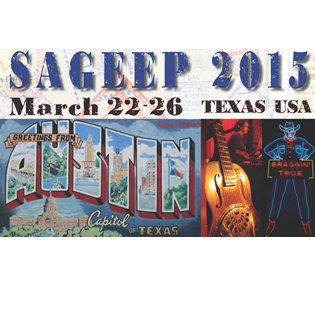 SAGEEP 2015
March 22-26 TEXAS USA
GREETINGS FROM
AUSTIN
Capitol
OF TEXAS
BRAGGIN'
TRUE